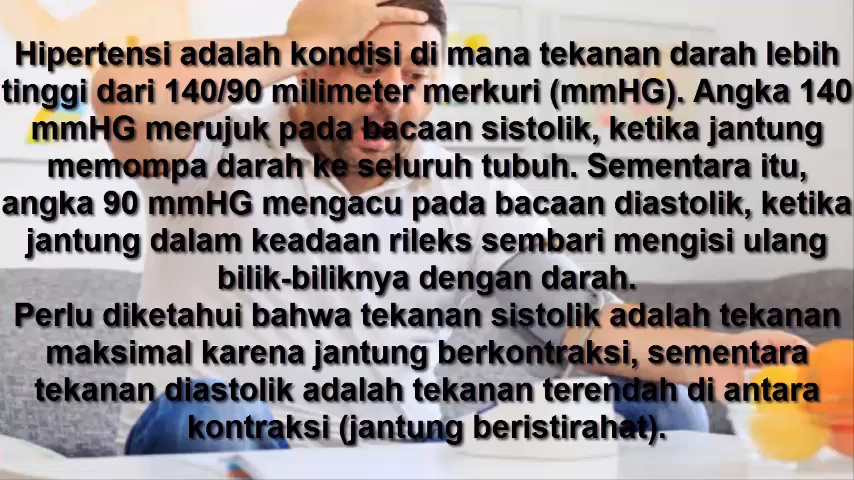 Hipertensi adalah kondisi di mana tekanan darah lebih
tinggi dari 140/90 milimeter merkuri (mmHG). Angka 140
mmHG merujuk pada bacaan sistolik, ketika jantung
memompa darah ke seluruh tubuh. Sementara itu,
angka 90 mmHG mengacu pada bacaan diastolik, ketika
jantung dalam keadaan rileks sembari mengisi ulang
bilik-biliknya dengan darah.
Perlu diketahui bahwa tekanan sistolik adalah tekanan
maksimal karena jantung berkontraksi, sementara
tekanan diastolik adalah tekanan terendah di antara
kontraksi (jantung beristirahat).